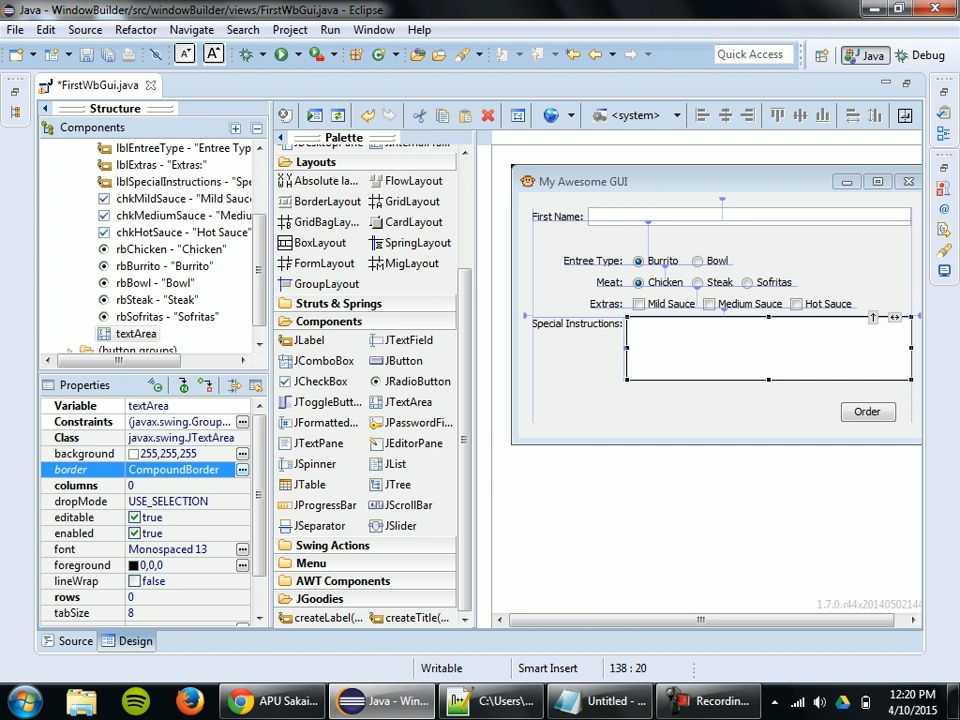 Java - WindowBuilder/src/windowBuilder/views/FirstWbGui.java - Eclipse
File Edit Source Refactor Navigate Search Project Run Window Help
Quick Access
Java
Debug
*FirstWbGui.java
Structure
Components
lblEntreeType - "Entree Typ
lblExtras - "Extras:"
lblSpecialInstructions - "Spe
chkMildSauce - "Mild Sauce
chkMediumSauce - "Mediu
chkHotSauce - "Hot Sauce"
rbChicken - "Chicken"
rbBurrito - "Burrito"
rbBowl - "Bowl"
rbSteak - "Steak"
rbSofritas - "Sofritas"
textArea
(button groups)
Properties
Variable textArea
Constraints (javax.swing.Group...
Class javax.swing.JTextArea
background 255,255,255
border CompoundBorder
columns 0
dropMode USE_SELECTION
editable true
enabled true
font Monospaced 13
foreground 0,0,0
lineWrap false
rows 0
tabSize 8
Source Design
Palette
Layouts
Absolute la... FlowLayout
BorderLayout GridLayout
GridBagLay... CardLayout
BoxLayout SpringLayout
FormLayout MigLayout
GroupLayout
Struts & Springs
Components
JLabel JTextField
JComboBox JButton
JCheckBox JRadioButton
JToggleButt... JTextArea
JFormatted... JPasswordFi...
JTextPane JEditorPane
JSpinner JList
JTable JTree
JProgressBar JScrollBar
JSeparator JSlider
Swing Actions
Menu
AWT Components
JGoodies
createLabel(... createTitle(...
<system>
My Awesome GUI
First Name:
Entree Type: Burrito Bowl
Meat: Chicken Steak Sofritas
Extras: Mild Sauce Medium Sauce Hot Sauce
Special Instructions:
Order
1.7.0.r44x2014050214
Writable Smart Insert 138 : 20
APU Sakai...
Java - Win...
C:\Users\...
Untitled - ...
Recordin...
12:20 PM
4/10/2015